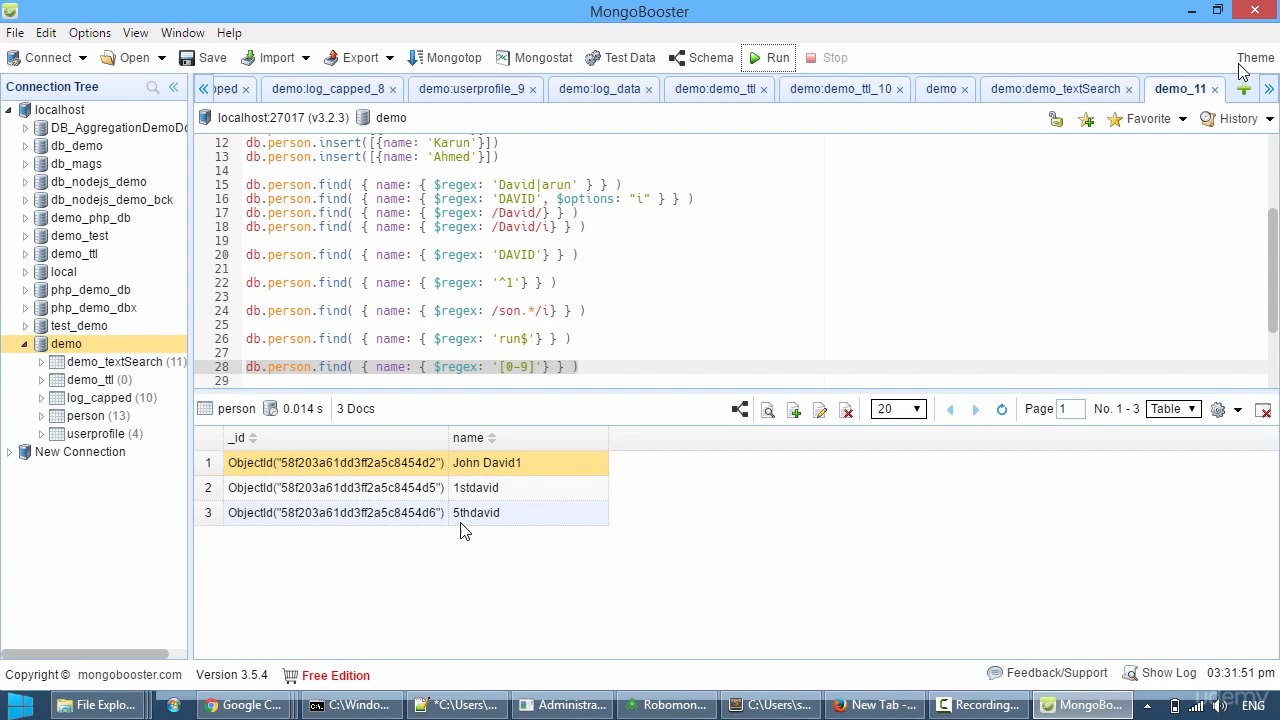 MongoBooster
File Edit Options View Window Help
Connect Open Save Import Export Mongotop Mongostat Test Data Schema Run Stop Theme
Connection Tree
localhost
DB_AggregationDemoDo
db_demo
db_mags
db_nodejs_demo
db_nodejs_demo_bck
demo_php_db
demo_test
demo_ttl
local
php_demo_db
php_demo_dbx
test_demo
demo
demo_textSearch (11)
demo_ttl (0)
log_capped (10)
person (13)
userprofile (4)
New Connection
pped × demo:log_capped_8 × demo:userprofile_9 × demo:log_data × demo:demo_ttl × demo:demo_ttl_10 × demo × demo:demo_textSearch × demo_11 ×
localhost:27017 (v3.2.3) demo Favorite History
12 db.person.insert([{name: 'Karun'}])
13 db.person.insert([{name: 'Ahmed'}])
14
15 db.person.find( { name: { $regex: 'David|arun' } } )
16 db.person.find( { name: { $regex: 'DAVID', $options: "i" } } )
17 db.person.find( { name: { $regex: /David/} } )
18 db.person.find( { name: { $regex: /David/i} } )
19
20 db.person.find( { name: { $regex: 'DAVID'} } )
21
22 db.person.find( { name: { $regex: '^1'} } )
23
24 db.person.find( { name: { $regex: /son.*/i} } )
25
26 db.person.find( { name: { $regex: 'run$'} } )
27
28 db.person.find( { name: { $regex: '[0-9]'} } )
29
person 0.014 s 3 Docs 20 Page 1 No. 1 - 3 Table
_id name
1 ObjectId("58f203a61dd3ff2a5c8454d2") John David1
2 ObjectId("58f203a61dd3ff2a5c8454d5") 1stdavid
3 ObjectId("58f203a61dd3ff2a5c8454d6") 5thdavid
Copyright © mongobooster.com Version 3.5.4 Free Edition Feedback/Support Show Log 03:31:51 pm
File Explo... Google C... C:\Windo... *C:\Users\... Administra... Robomon... C:\Users\s... New Tab -... Recording... MongoBo... ENG
udemy